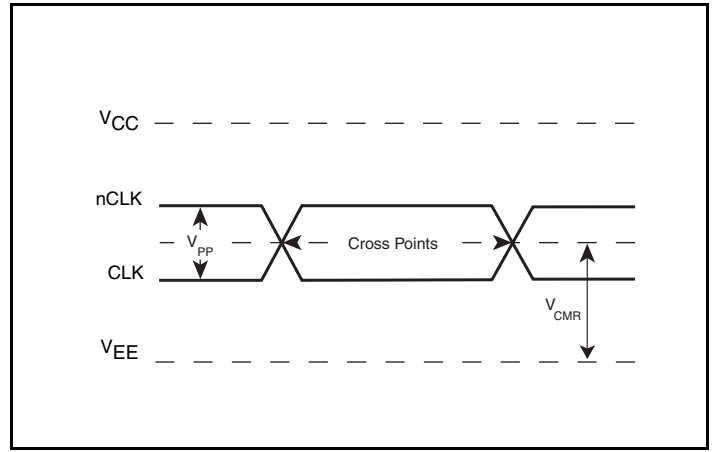 VCC
nCLK
VPP
Cross Points
CLK
VCMR
VEE